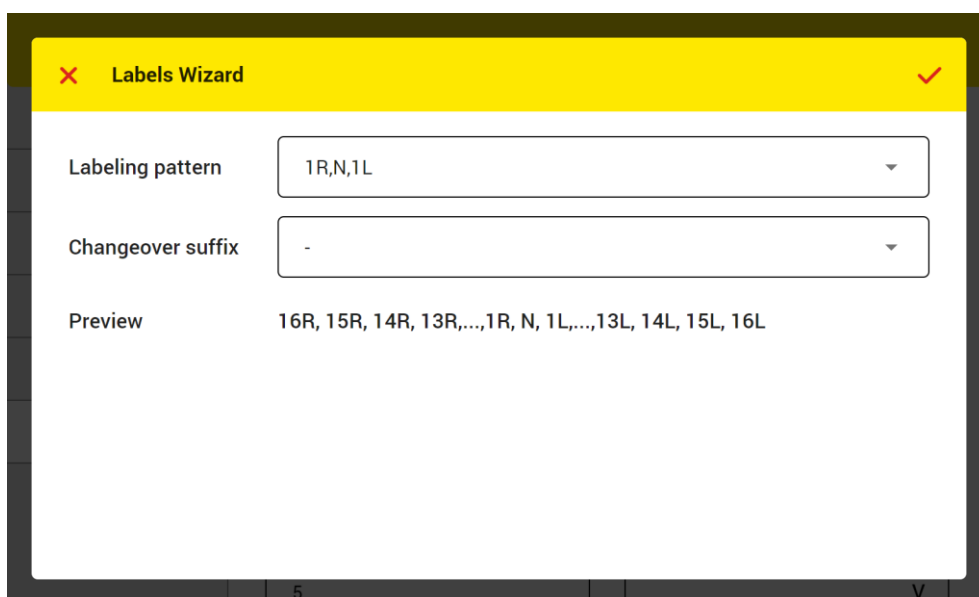 Labels Wizard
Labeling pattern 1R,N,1L
Changeover suffix -
Preview 16R, 15R, 14R, 13R,...,1R, N, 1L,...,13L, 14L, 15L, 16L
5 V